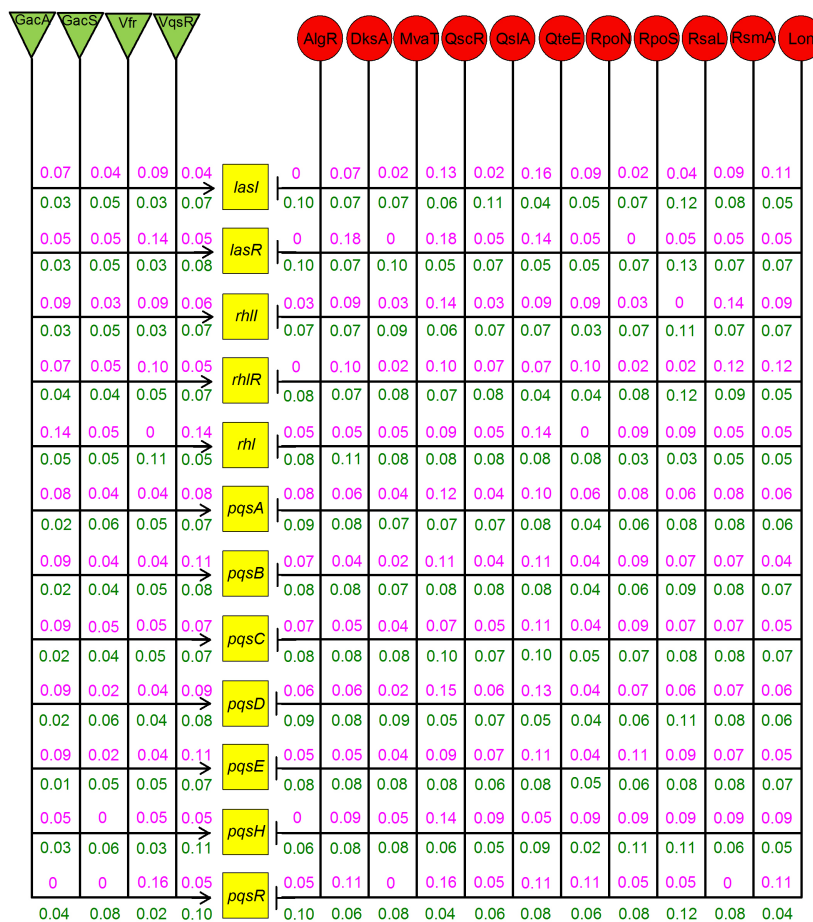 GacA GacS Vfr VqsR AlgR DksA MvaT QscR QslA QteE RpoN RpoS RsaL RsmA Lon
0.07 0.04 0.09 0.04 lasI 0 0.07 0.02 0.13 0.02 0.16 0.09 0.02 0.04 0.09 0.11
0.03 0.05 0.03 0.07 0.10 0.07 0.07 0.06 0.11 0.04 0.05 0.07 0.12 0.08 0.05
0.05 0.05 0.14 0.05 lasR 0 0.18 0 0.18 0.05 0.14 0.05 0 0.05 0.05 0.05
0.03 0.05 0.03 0.08 0.10 0.07 0.10 0.05 0.07 0.05 0.05 0.07 0.13 0.07 0.07
0.09 0.03 0.09 0.06 rhlI 0.03 0.09 0.03 0.14 0.03 0.09 0.09 0.03 0 0.14 0.09
0.03 0.05 0.03 0.07 0.07 0.07 0.09 0.06 0.07 0.07 0.03 0.07 0.11 0.07 0.07
0.07 0.05 0.10 0.05 rhlR 0 0.10 0.02 0.10 0.07 0.07 0.10 0.02 0.02 0.12 0.12
0.04 0.04 0.05 0.07 0.08 0.07 0.08 0.07 0.08 0.04 0.04 0.08 0.12 0.09 0.05
0.14 0.05 0 0.14 rhl 0.05 0.05 0.05 0.09 0.05 0.14 0 0.09 0.09 0.05 0.05
0.05 0.05 0.11 0.05 0.08 0.11 0.08 0.08 0.08 0.08 0.08 0.03 0.03 0.05 0.05
0.08 0.04 0.04 0.08 pqsA 0.08 0.06 0.04 0.12 0.04 0.10 0.06 0.08 0.06 0.08 0.06
0.02 0.06 0.05 0.07 0.09 0.08 0.07 0.07 0.07 0.08 0.04 0.06 0.08 0.08 0.06
0.09 0.04 0.04 0.11 pqsB 0.07 0.04 0.02 0.11 0.04 0.11 0.04 0.09 0.07 0.07 0.04
0.02 0.04 0.05 0.08 0.08 0.08 0.07 0.08 0.08 0.08 0.04 0.06 0.09 0.08 0.07
0.09 0.05 0.05 0.07 pqsC 0.07 0.05 0.04 0.07 0.05 0.11 0.04 0.09 0.07 0.07 0.05
0.02 0.04 0.05 0.07 0.08 0.08 0.08 0.10 0.07 0.10 0.05 0.07 0.08 0.08 0.07
0.09 0.02 0.04 0.09 pqsD 0.06 0.06 0.02 0.15 0.06 0.13 0.04 0.07 0.06 0.07 0.06
0.02 0.06 0.04 0.08 0.09 0.08 0.09 0.05 0.07 0.05 0.04 0.06 0.11 0.08 0.06
0.09 0.02 0.04 0.11 pqsE 0.05 0.05 0.04 0.09 0.07 0.11 0.04 0.11 0.09 0.07 0.05
0.01 0.05 0.05 0.07 0.08 0.08 0.08 0.08 0.06 0.08 0.05 0.06 0.08 0.08 0.07
0.05 0 0.05 0.05 pqsH 0 0.09 0.05 0.14 0.09 0.05 0.09 0.09 0.09 0.09 0.09
0.03 0.06 0.03 0.11 0.06 0.08 0.08 0.06 0.05 0.09 0.02 0.11 0.11 0.06 0.05
0 0 0.16 0.05 pqsR 0.05 0.11 0 0.16 0.05 0.11 0.11 0.05 0.05 0 0.11
0.04 0.08 0.02 0.10 0.10 0.06 0.08 0.04 0.06 0.08 0.06 0.08 0.12 0.08 0.04